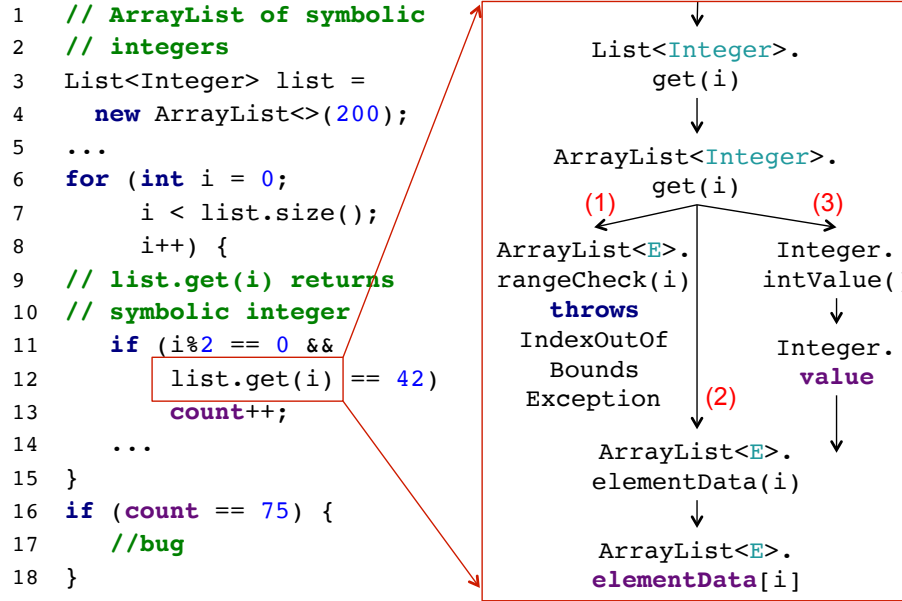 1 // ArrayList of symbolic
2 // integers
3 List<Integer> list =
4 new ArrayList<>(200);
5 ...
6 for (int i = 0;
7 i < list.size();
8 i++) {
9 // list.get(i) returns
10 // symbolic integer
11 if (i%2 == 0 &&
12 list.get(i) == 42)
13 count++;
14 ...
15 }
16 if (count == 75) {
17 //bug
18 }
List<Integer>.
get(i)
ArrayList<Integer>.
get(i)
(1)
ArrayList<E>.
rangeCheck(i)
throws
IndexOutOf
Bounds
Exception
(2)
ArrayList<E>.
elementData(i)
ArrayList<E>.
elementData[i]
(3)
Integer.
intValue(
Integer.
value